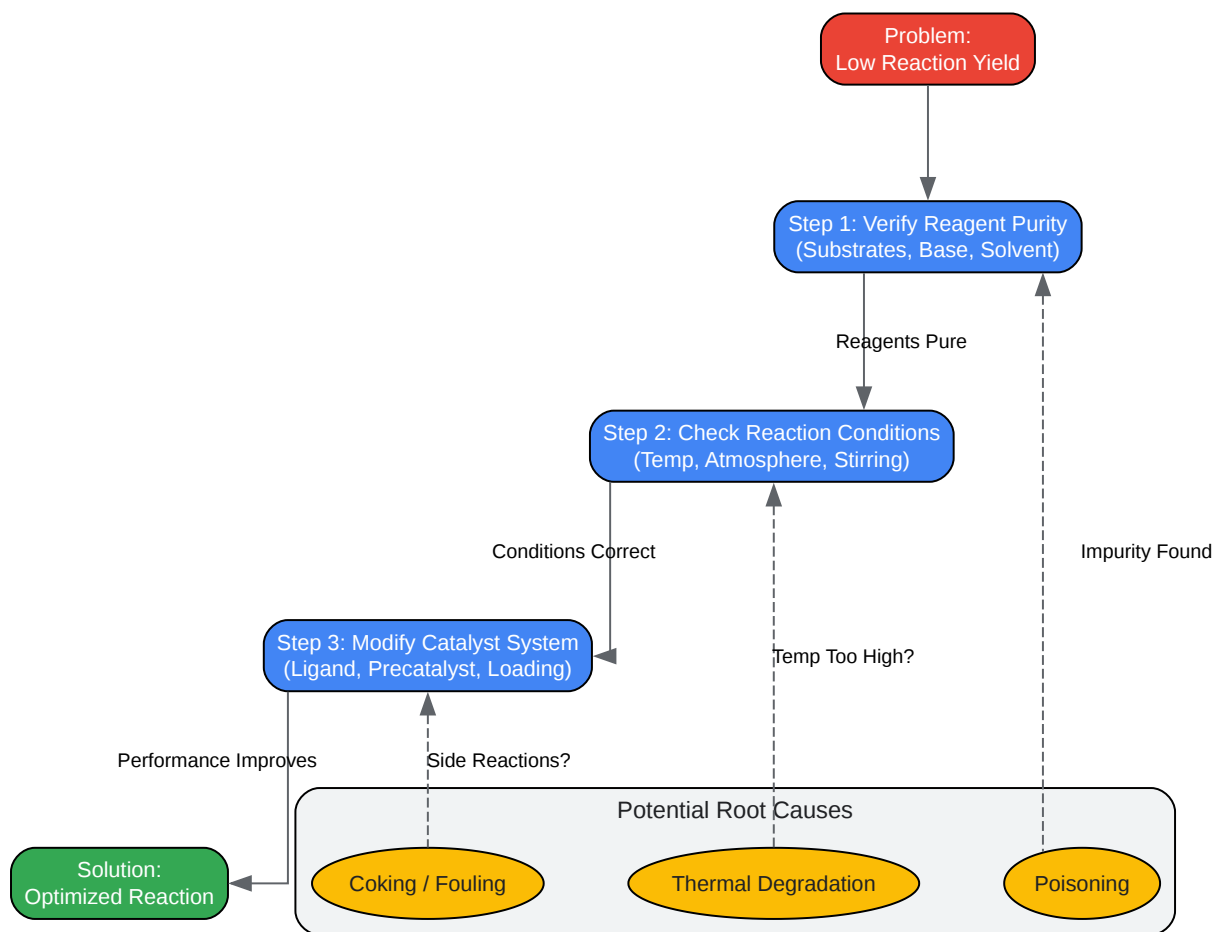 Problem:
Low Reaction Yield
Step 1: Verify Reagent Purity
(Substrates, Base, Solvent)
Reagents Pure
Step 2: Check Reaction Conditions
(Temp, Atmosphere, Stirring)
Conditions Correct
Impurity Found
Step 3: Modify Catalyst System
(Ligand, Precatalyst, Loading)
Temp Too High?
Performance Improves
Side Reactions?
Potential Root Causes
Solution:
Optimized Reaction
Coking / Fouling
Thermal Degradation
Poisoning